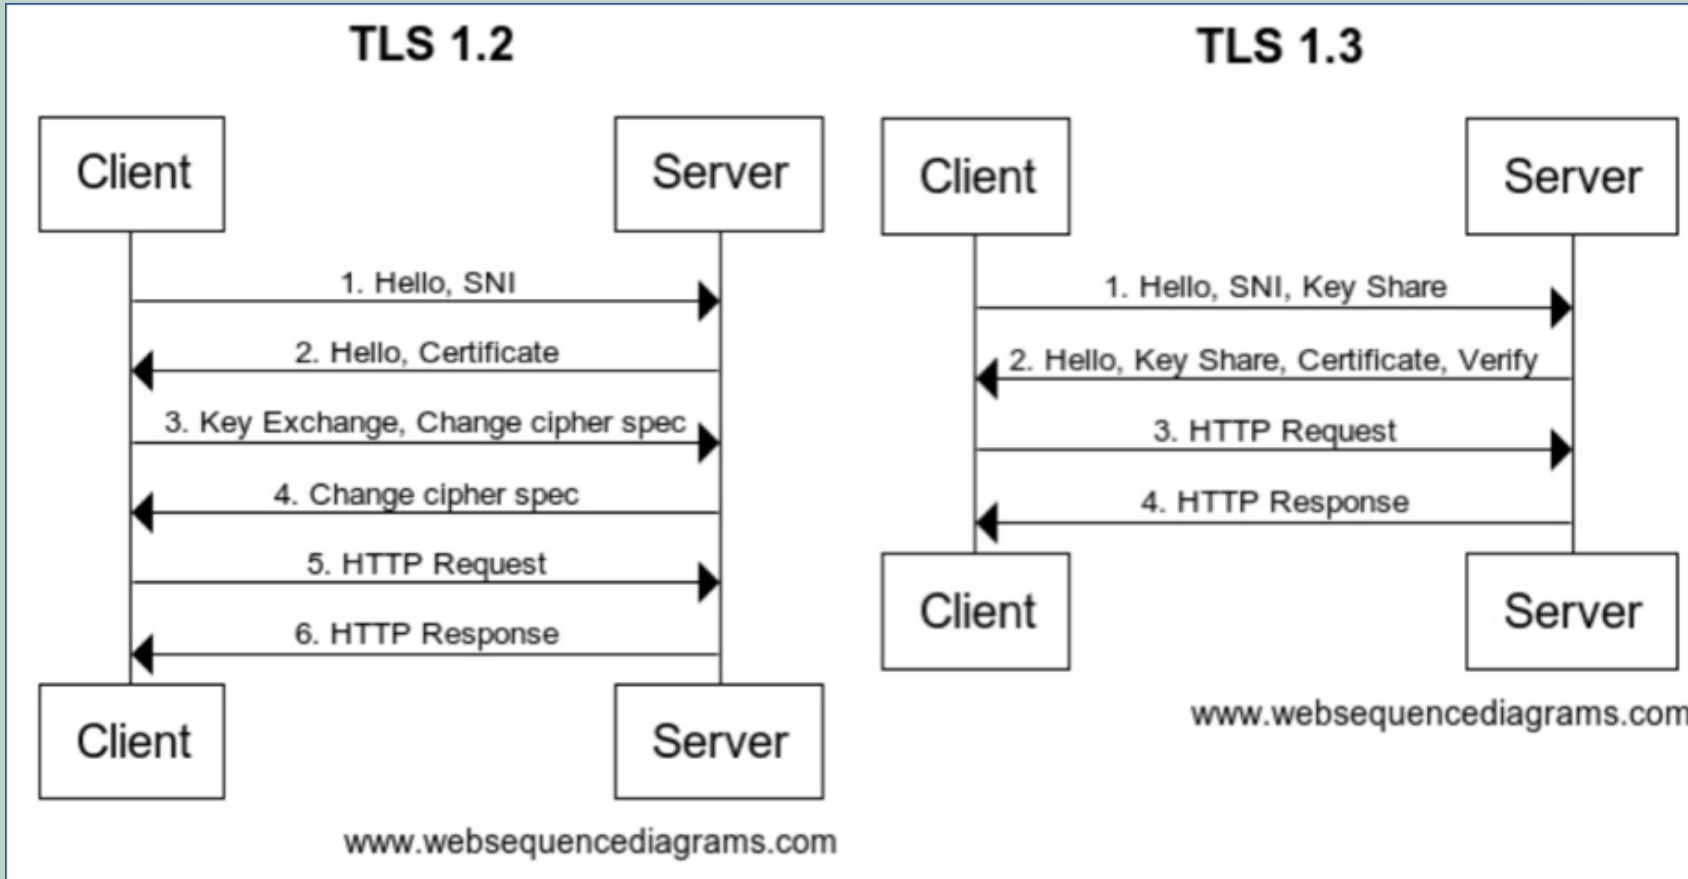 TLS 1.2
Client
Server
1. Hello, SNI
2. Hello, Certificate
3. Key Exchange, Change cipher spec
4. Change cipher spec
5. HTTP Request
6. HTTP Response
Client
Server
www.websequencediagrams.com
TLS 1.3
Client
Server
1. Hello, SNI, Key Share
2. Hello, Key Share, Certificate, Verify
3. HTTP Request
4. HTTP Response
Client
Server
www.websequencediagrams.com